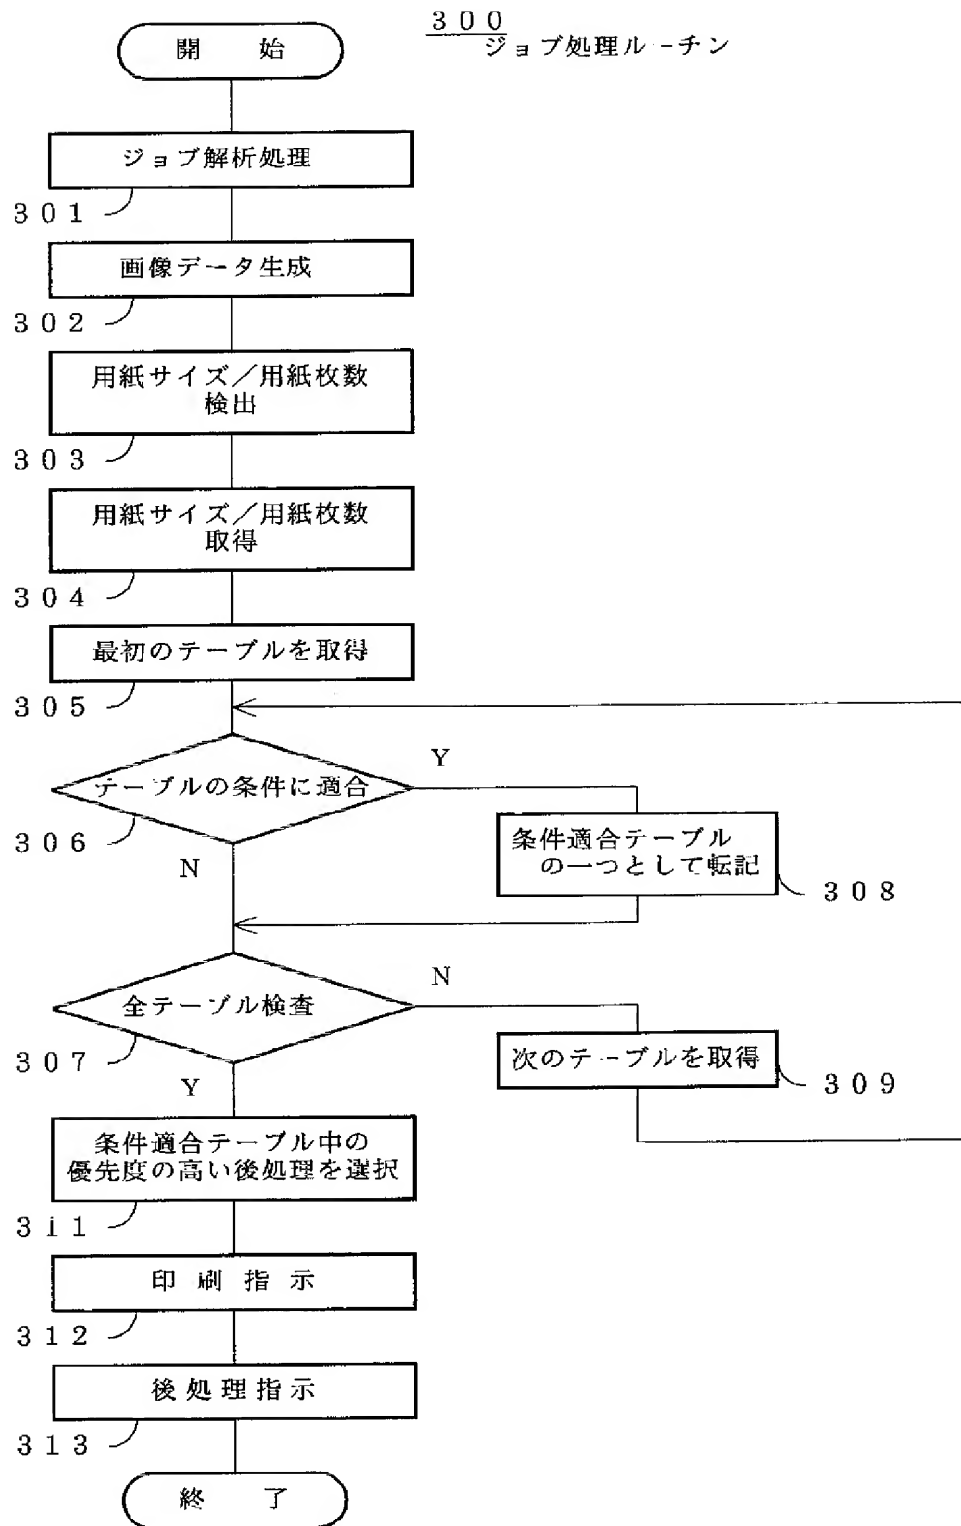 ３００
ジョブ処理ルーチン
開　始
ジョブ解析処理
３０１
画像データ生成
３０２
用紙サイズ／用紙枚数
検出
３０３
用紙サイズ／用紙枚数
取得
３０４
最初のテーブルを取得
３０５
テーブルの条件に適合
Y
３０６
N
条件適合テーブル
の一つとして転記
３０８
全テーブル検査
N
３０７
Y
次のテーブルを取得
３０９
条件適合テーブル中の
優先度の高い後処理を選択
３１１
印刷指示
３１２
後処理指示
３１３
終　了